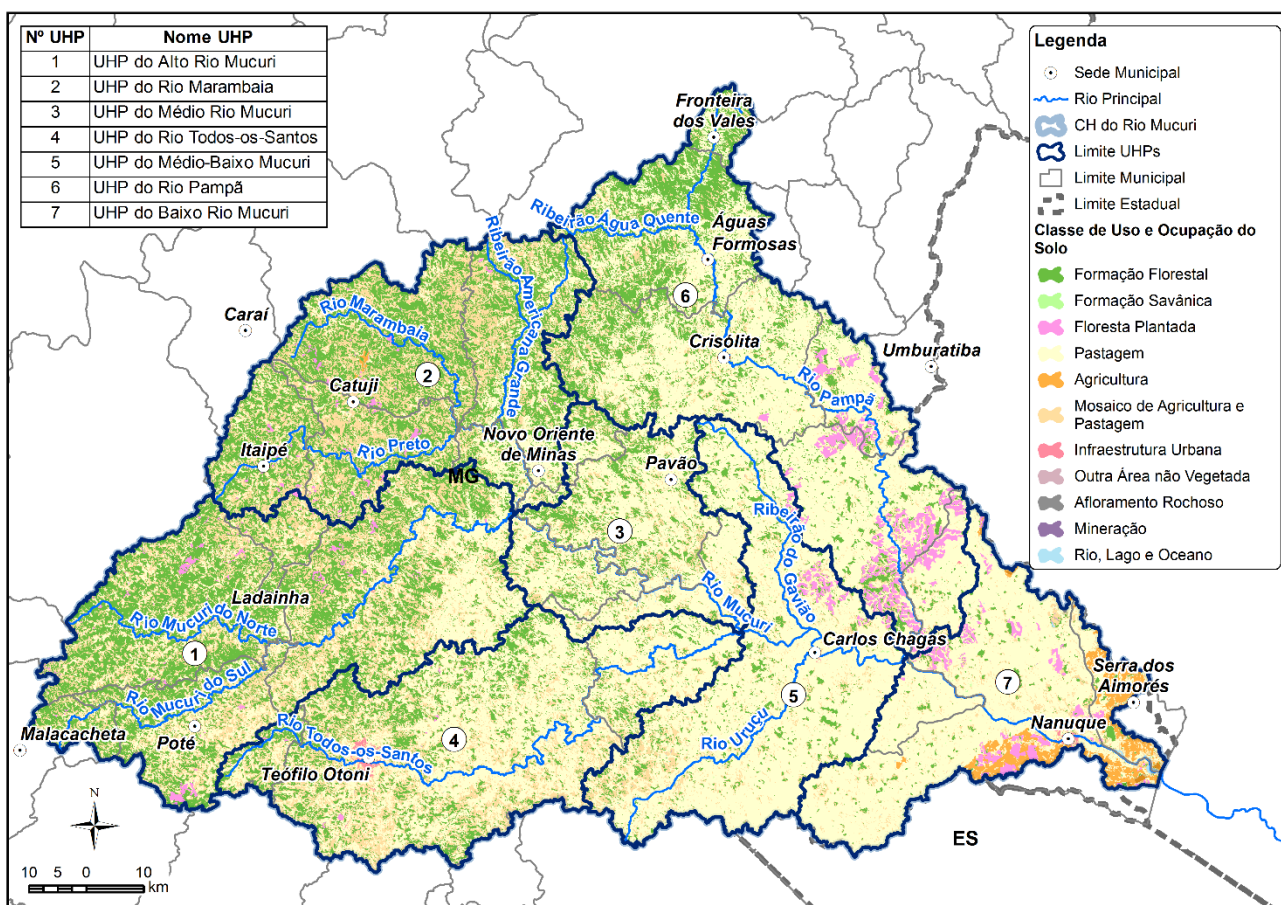 Nº UHP Nome UHP
1 UHP do Alto Rio Mucuri
2 UHP do Rio Marambaia
3 UHP do Médio Rio Mucuri
4 UHP do Rio Todos-os-Santos
5 UHP do Médio-Baixo Mucuri
6 UHP do Rio Pampã
7 UHP do Baixo Rio Mucuri
Legenda
Sede Municipal
Rio Principal
CH do Rio Mucuri
Limite UHPs
Limite Municipal
Limite Estadual
Classe de Uso e Ocupação do
Solo
Formação Florestal
Formação Savânica
Floresta Plantada
Pastagem
Agricultura
Mosaico de Agricultura e
Pastagem
Infraestrutura Urbana
Outra Área não Vegetada
Afloramento Rochoso
Mineração
Rio, Lago e Oceano
Fronteira
dos Vales
Ribeirão Água Quente
Águas
Formosas
Ribeirão Americana Grande
6
Rio Marambaia
Caraí
Crisólita
Umburatiba
2
Catuji
Rio Pampã
Rio Preto
Novo Oriente
de Minas
Itaipé
Pavão
MG
Ribeirão do Gavião
3
Ladainha
Rio Mucuri
Rio Mucuri do Norte
1
Carlos Chagas
Rio Mucuri do Sul
5
7
Serra dos
Aimorés
Malacacheta
Poté
Rio Todos-os-Santos
4
Rio Uruçu
Nanuque
Teófilo Otoni
N
ES
10 5 0 10
km